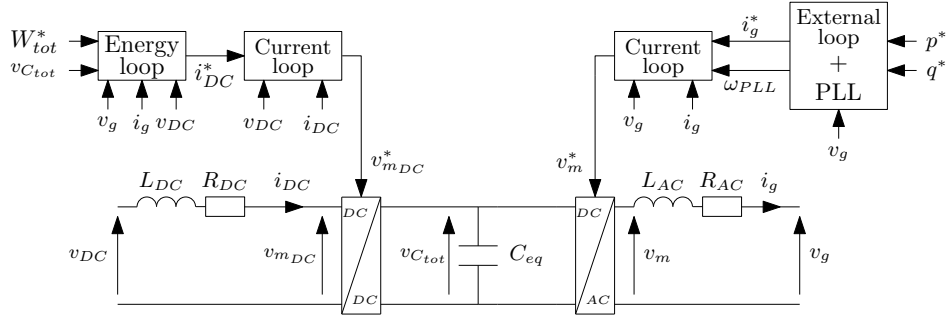 W*tot
vCtot
Energy
loop
i*DC
vg
ig
vDC
Current
loop
vDC
iDC
v*mDC
Current
loop
vg
ig
v*m
i*g
ωPLL
External
loop
+
PLL
p*
q*
vg
LDC
RDC
iDC
vDC
vmDC
DC
DC
vCtot
Ceq
DC
AC
LAC
RAC
ig
vm
vg